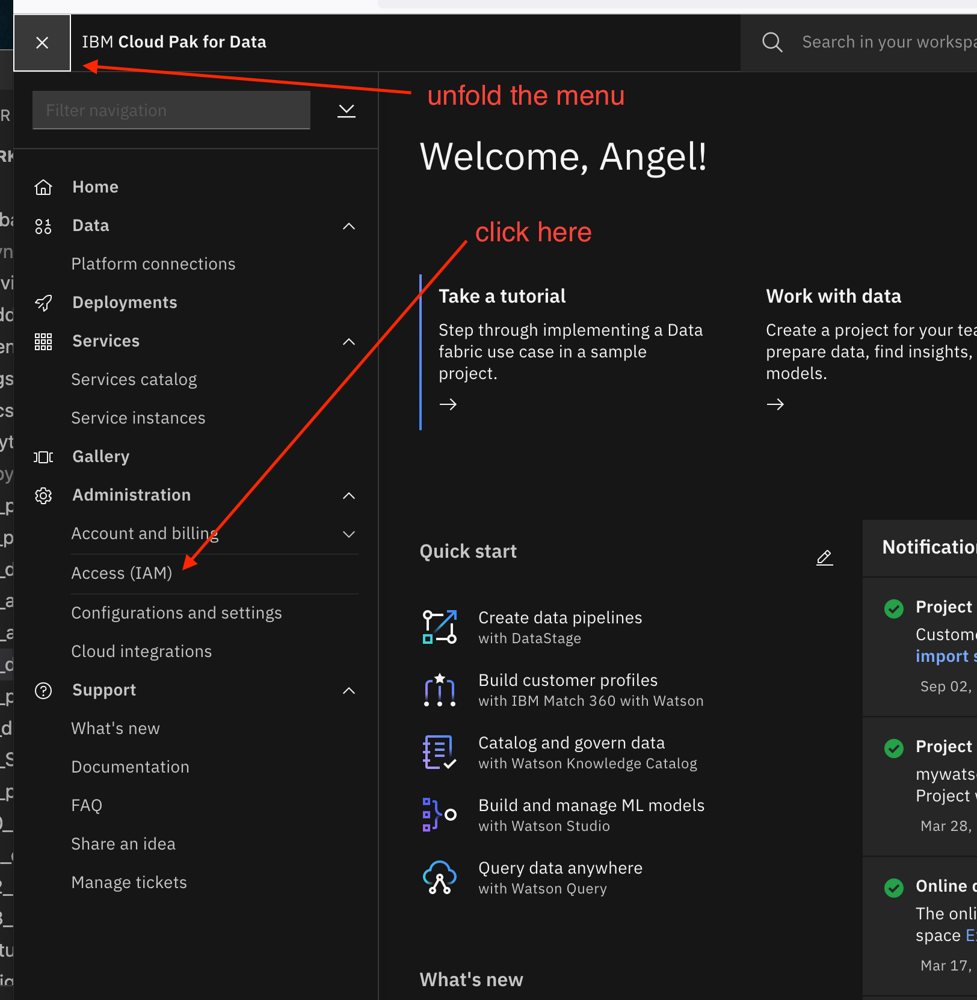 IBM Cloud Pak for Data
Search in your
unfold the menu
Filter navigation
Welcome, Angel!
Home
Data
click here
Platform connections
Take a tutorial
Work with data
Deployments
Step through implementing a Data
fabric use case in a sample
project.
Create a project for your
prepare data, find insights,
models.
Services
Services catalog
Service instances
Gallery
Administration
Account and billing
Access (IAM)
Configurations and settings
Cloud integrations
Support
What's new
Documentation
FAQ
Share an idea
Manage tickets
Quick start
Create data pipelines
with DataStage
Build customer profiles
with IBM Match 360 with Watson
Catalog and govern data
with Watson Knowledge Catalog
Build and manage ML models
with Watson Studio
Query data anywhere
with Watson Query
What's new
Project
import
Sep 02,
Project
Project
Mar 28,
Online
The
space
Mar 17,